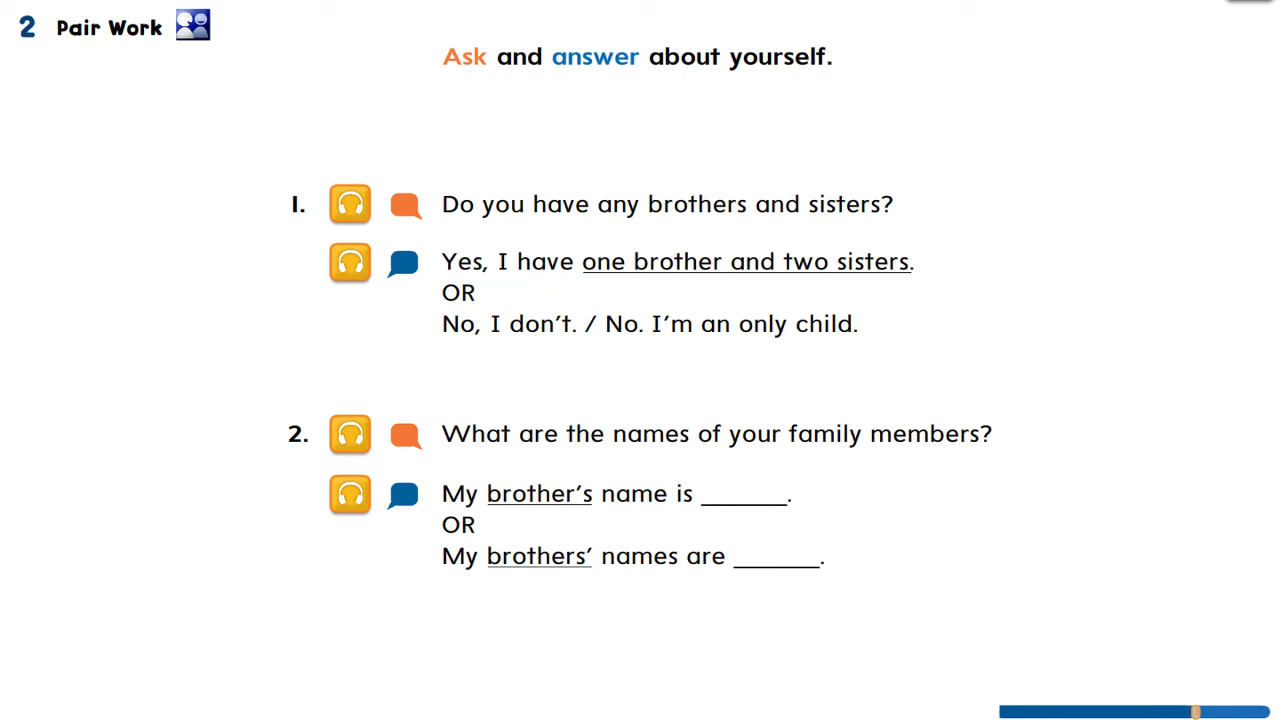 2 Pair Work
Ask and answer about yourself.
1. Do you have any brothers and sisters?
Yes, I have one brother and two sisters.
OR
No, I don't. / No. I'm an only child.
2. What are the names of your family members?
My brother's name is ______.
OR
My brothers' names are ______.